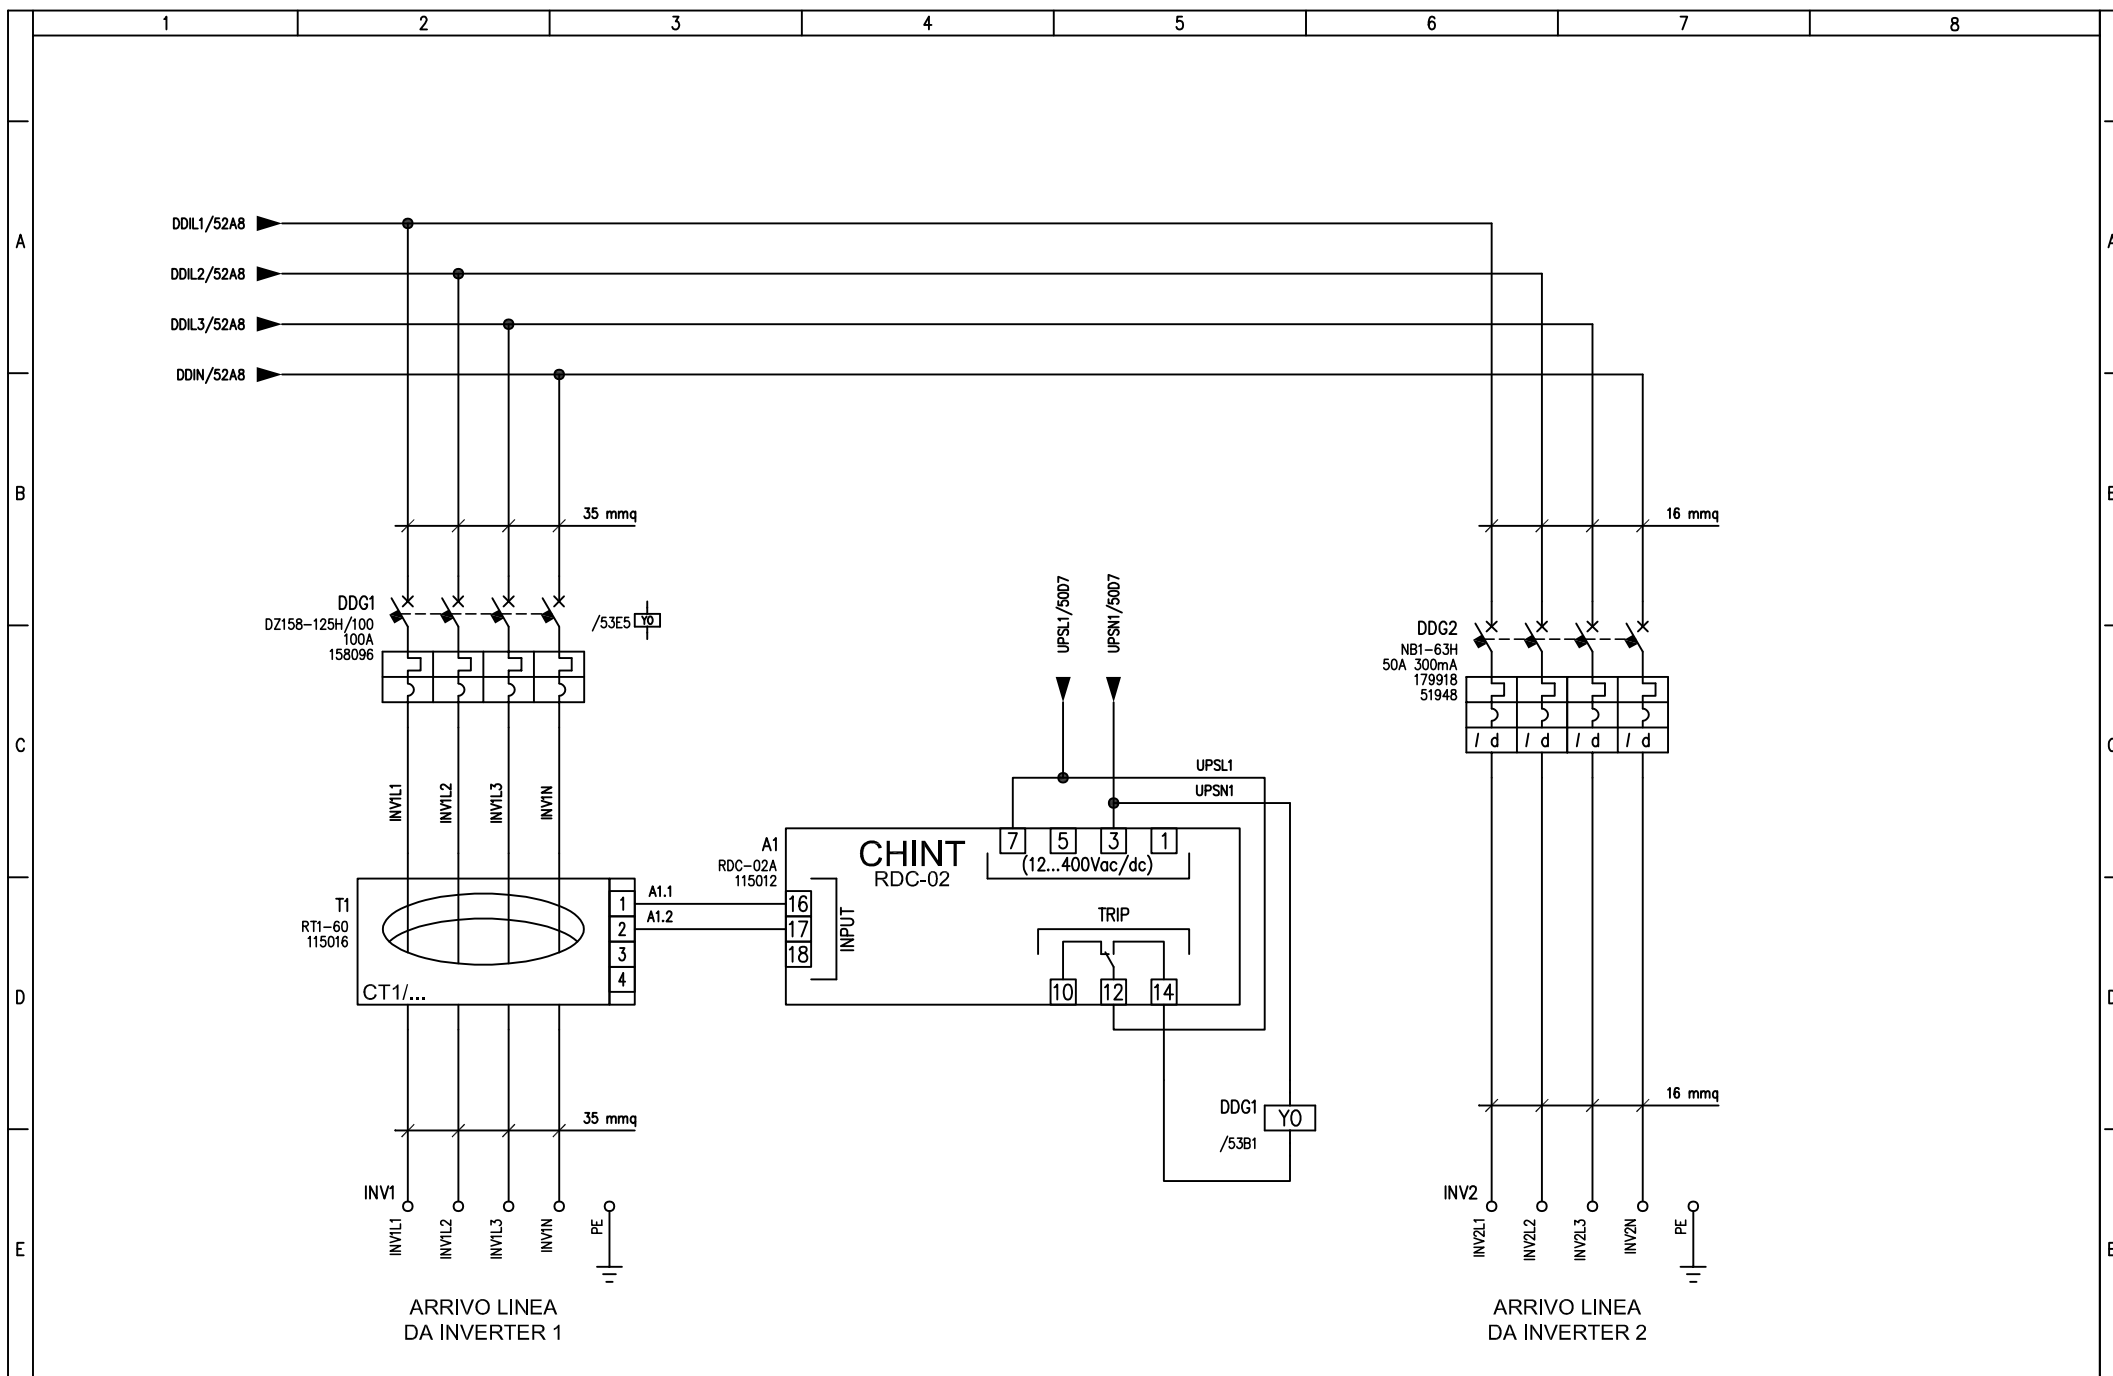 1 2 3 4 5 6 7 8
A
B
C
D
E
A
DDIL1/52A8
DDIL2/52A8
DDIL3/52A8
DDIN/52A8
35 mmq
16 mmq
DDG1
DZ158-125H/100
100A
158096
/53E5
YO
UPSL1/50D7
UPSN1/50D7
DDG2
NB1-63H
50A 300mA
179918
51948
I d I d I d I d
INV1L1
INV1L2
INV1L3
INV1N
UPSL1
UPSN1
A1
RDC-02A
115012
CHINT
RDC-02
7 5 3 1
(12...400Vac/dc)
T1
RT1-60
115016
CT1/...
1
2
3
4
A1.1
A1.2
16
17
18
INPUT
TRIP
10 12 14
DDG1
YO
/53B1
35 mmq
16 mmq
INV1
INV1L1
INV1L2
INV1L3
INV1N
PE
INV2
INV2L1
INV2L2
INV2L3
INV2N
PE
ARRIVO LINEA
DA INVERTER 1
ARRIVO LINEA
DA INVERTER 2